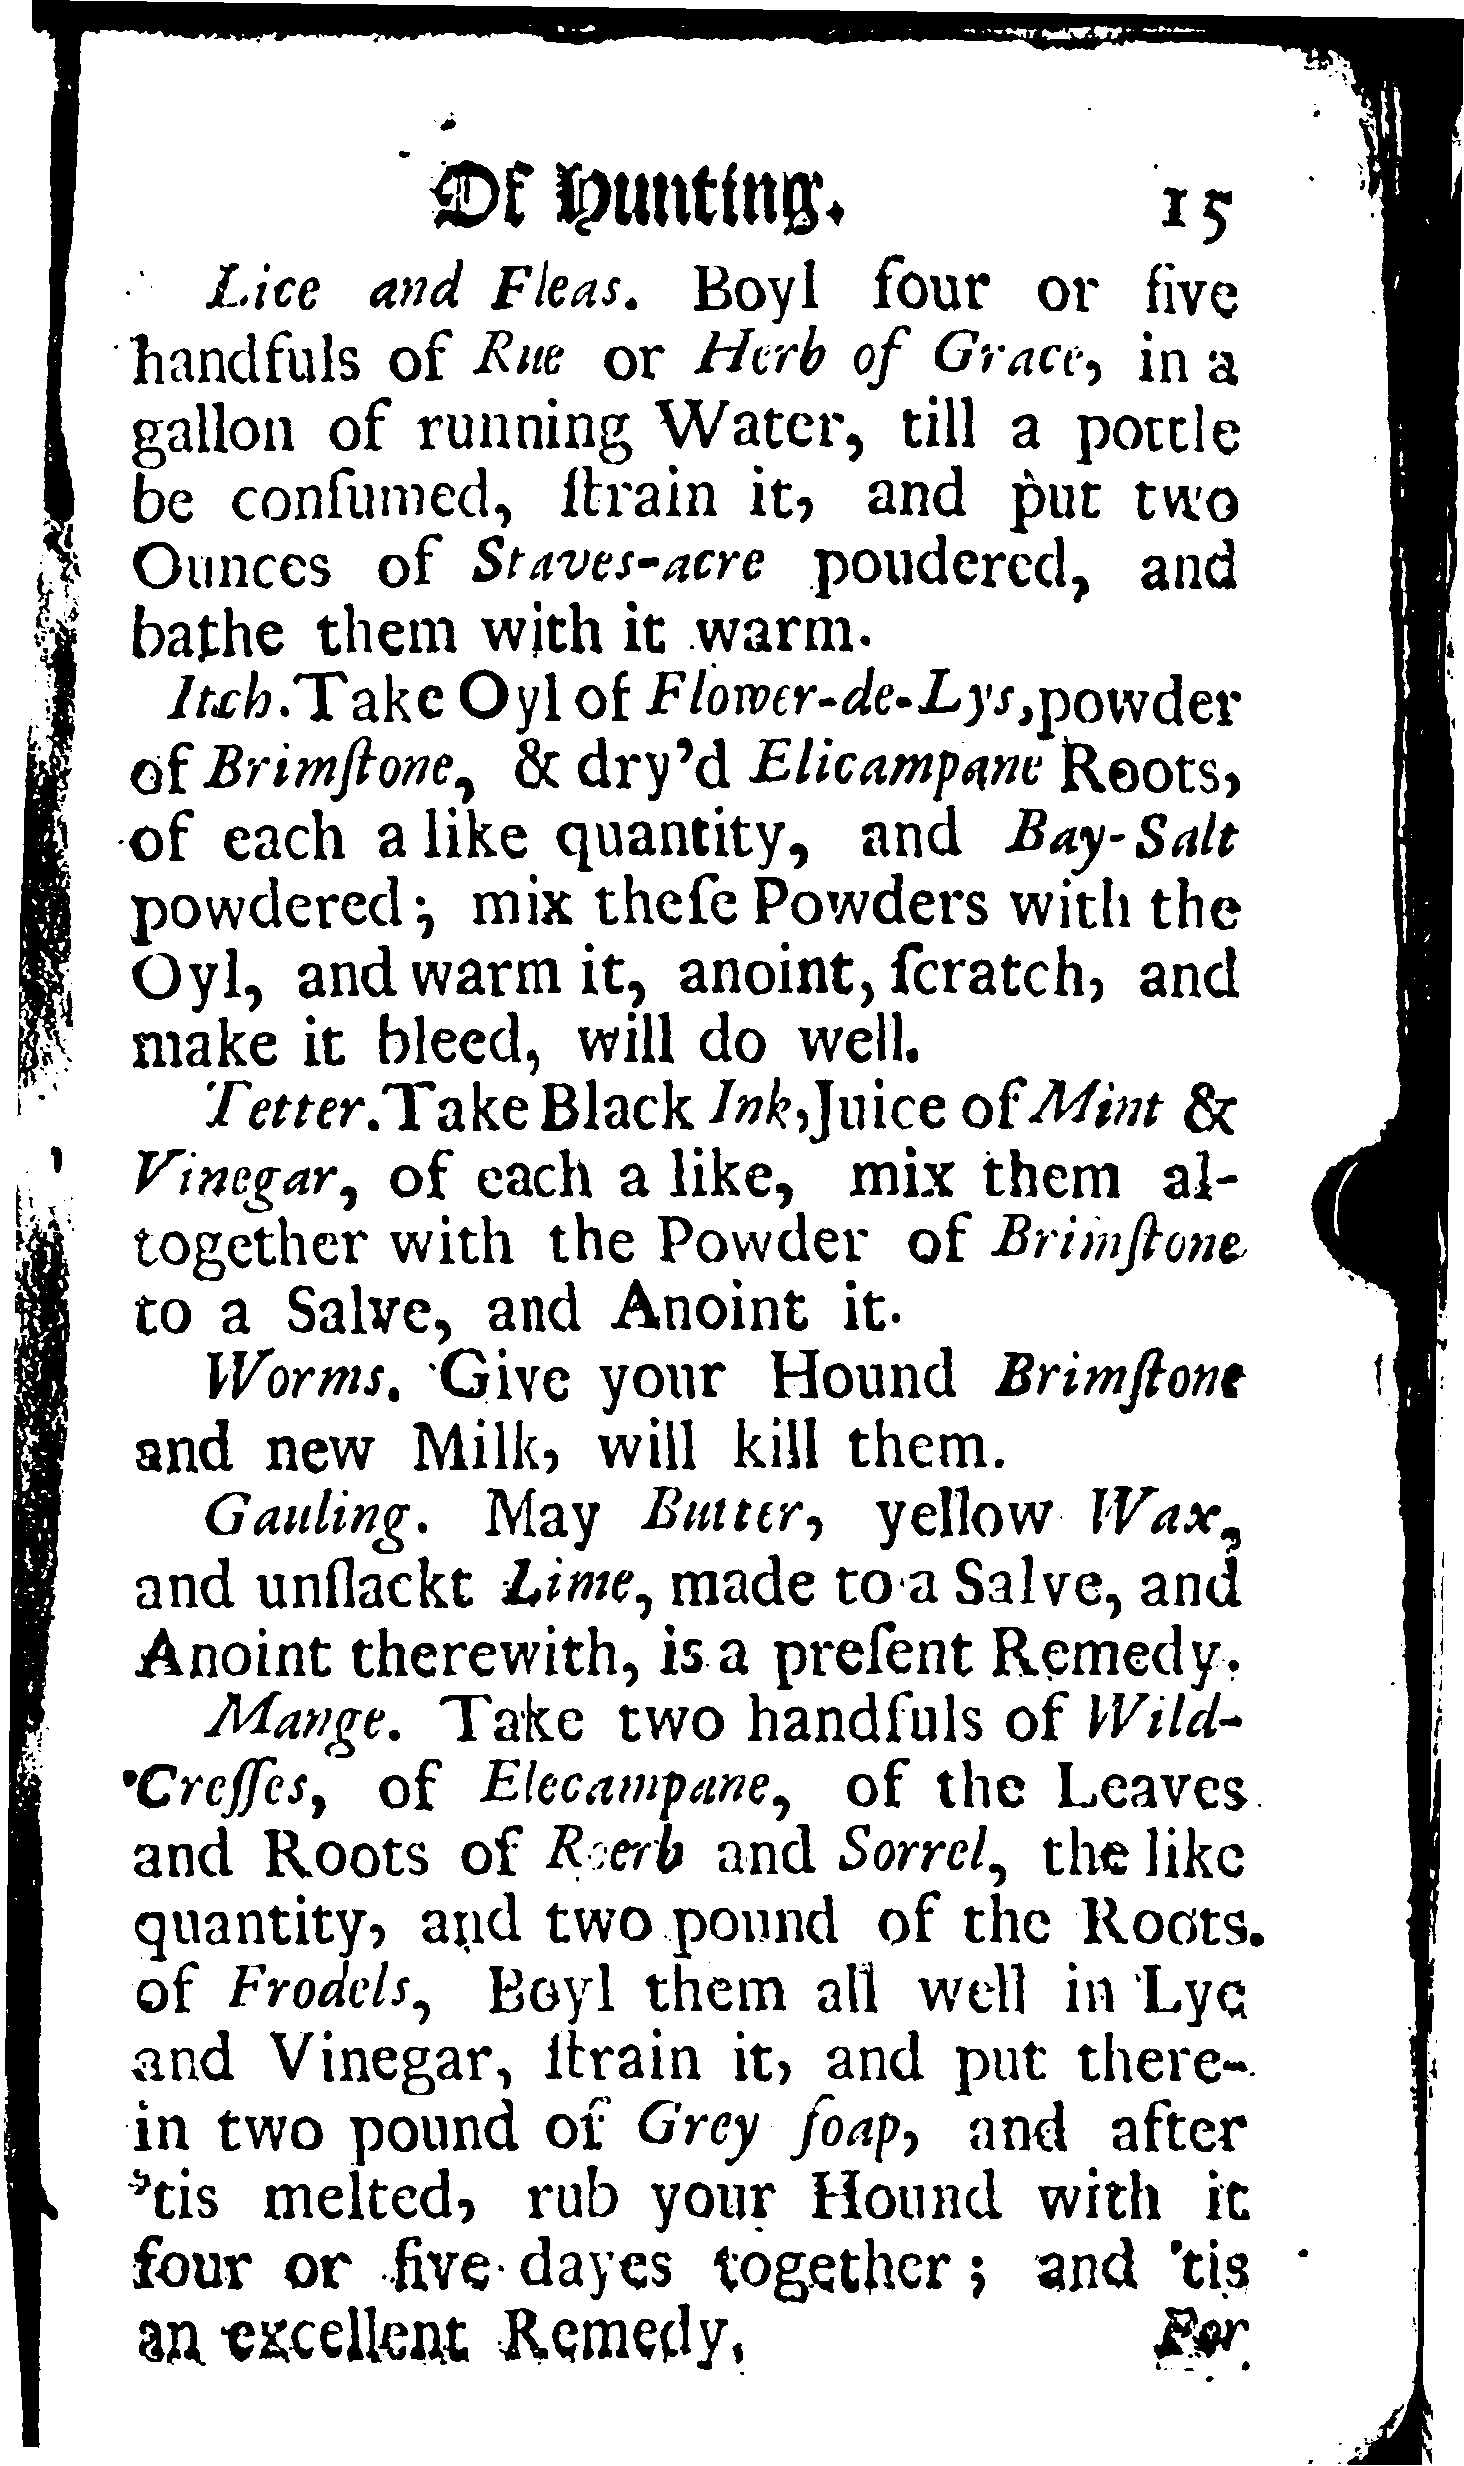 Of Hunting. 15
Lice and Fleas. Boyl four or five
handfuls of Rue or Herb of Grace, in a
gallon of running Water, till a pottle
be conſumed, ſtrain it, and put two
Ounces of Staves-acre poudered, and
bathe them with it warm.
Itch. Take Oyl of Flower-de-Lys, powder
of Brimſtone, & dry'd Elicampane Roots,
of each a like quantity, and Bay-Salt
powdered; mix theſe Powders with the
Oyl, and warm it, anoint, ſcratch, and
make it bleed, will do well.
Tetter. Take Black Ink, Juice of Mint &
Vinegar, of each a like, mix them al-
together with the Powder of Brimſtone
to a Salve, and Anoint it.
Worms. Give your Hound Brimſtone
and new Milk, will kill them.
Gauling. May Butter, yellow Wax,
and unſlackt Lime, made to a Salve, and
Anoint therewith, is a preſent Remedy.
Mange. Take two handfuls of Wild-
Creſſes, of Elecampane, of the Leaves
and Roots of and Sorrel, the like
quantity, and two pound of the Roots
of Frodels, Boyl them all well in Lye
and Vinegar, ſtrain it, and put there-
in two pound of Grey ſoap, and after
'tis melted, rub your Hound with it
four or five dayes together; and 'tis
an excellent Remedy,
For